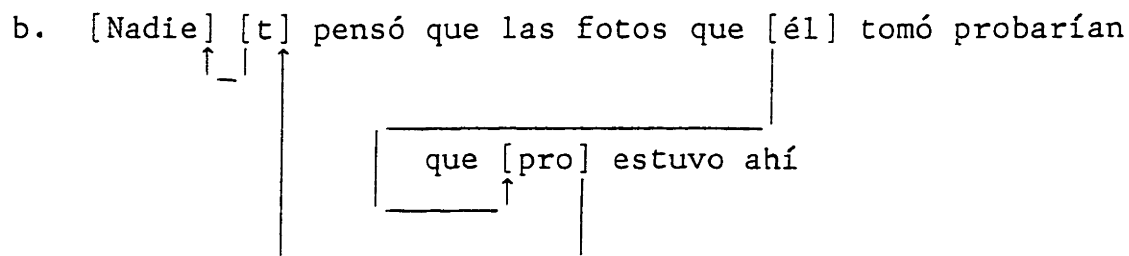 b. [Nadie] [t] pensó que las fotos que [él] tomó probarían
que [pro] estuvo ahí